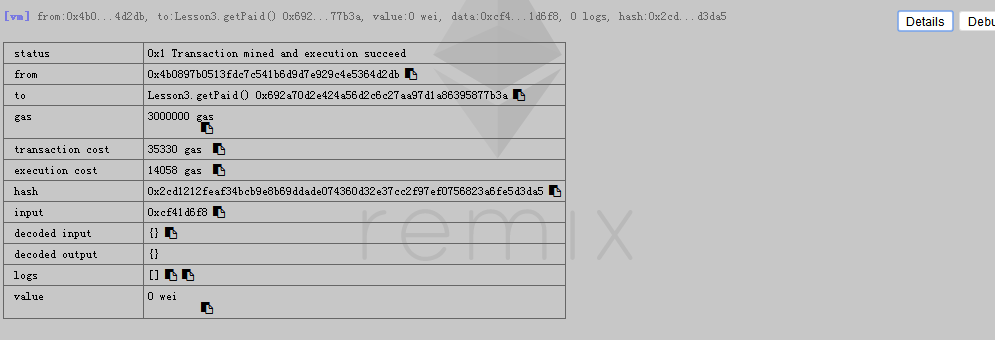 [vm] from:0x4b0...4d2db, to:Lesson3.getPaid() 0x692...77b3a, value:0 wei, data:0xcf4...1d6f8, 0 logs, hash:0x2cd...d3da5
Details
Debu
status 0x1 Transaction mined and execution succeed
from 0x4b0897b0513fdc7c541b6d9d7e929c4e5364d2db
to Lesson3.getPaid() 0x692a70d2e424a56d2c6c27aa97d1a86395877b3a
gas 3000000 gas
transaction cost 35330 gas
execution cost 14058 gas
hash 0x2cd1212feaf34bcb9e8b69ddade074360d32e37cc2f97ef0756823a6fe5d3da5
input 0xcf41d6f8
decoded input {}
decoded output {}
logs []
value 0 wei
remix